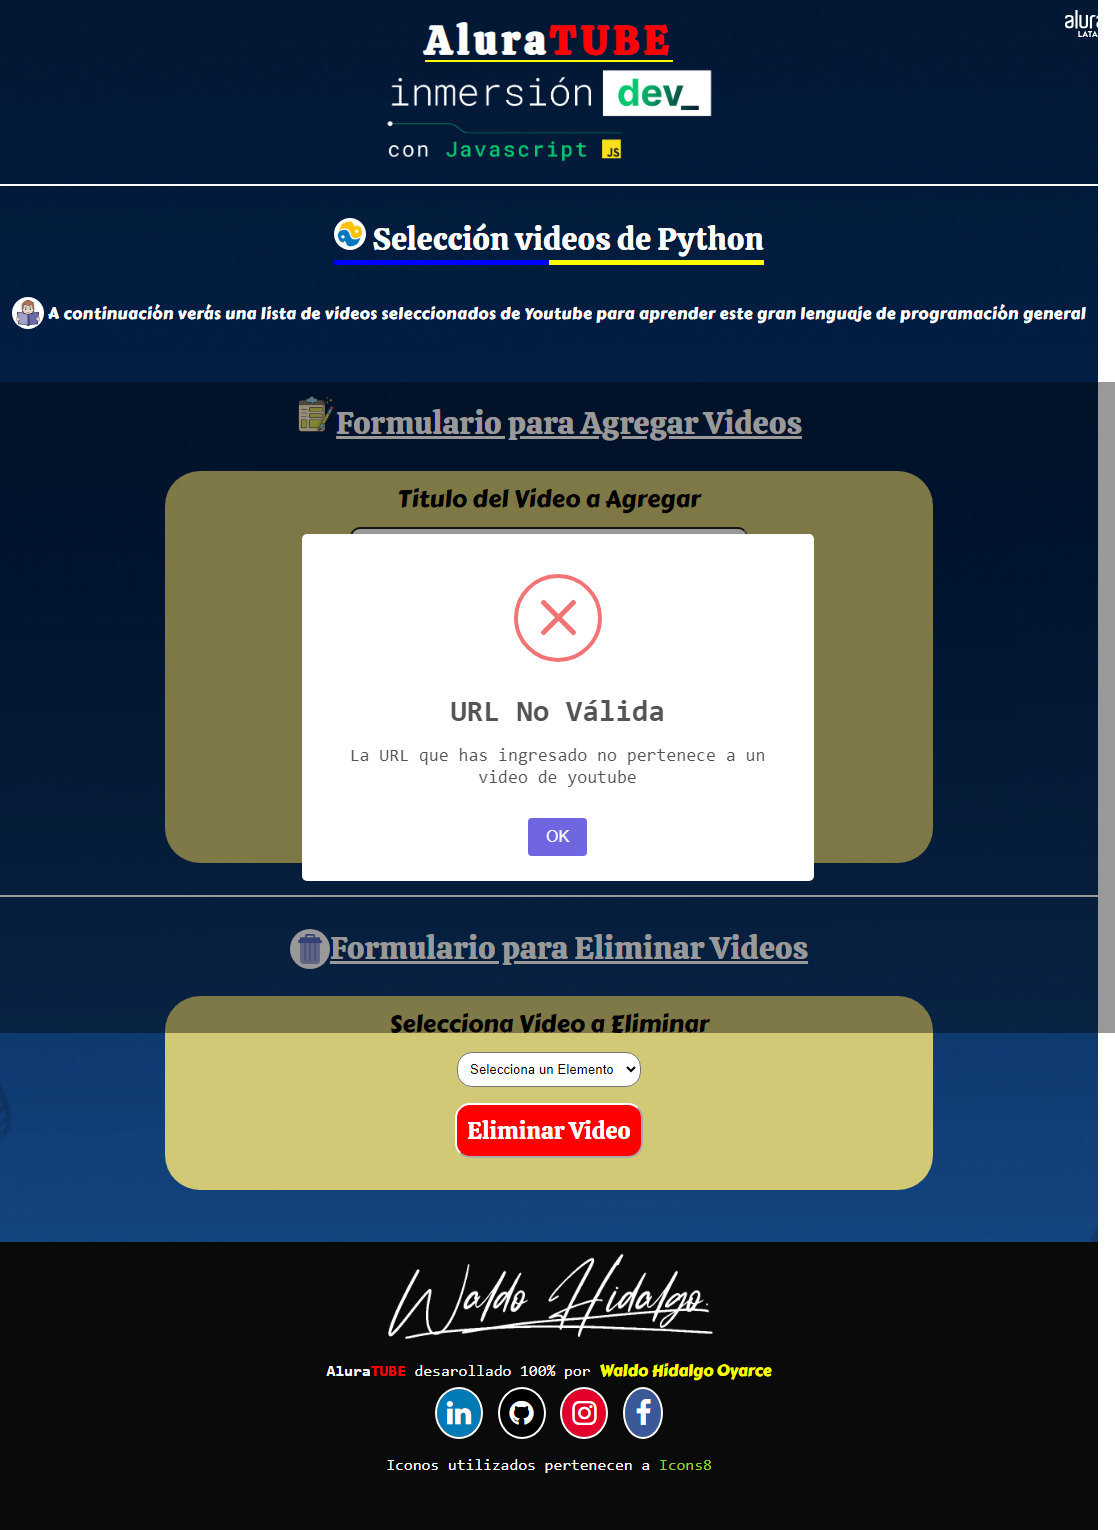 AluraTUBE
alura
LATA
inmersión dev_
con Javascript JS
Selección videos de Python
A continuación verás una lista de videos seleccionados de Youtube para aprender este gran lenguaje de programación general
Formulario para Agregar Videos
Titulo del Video a Agregar
URL No Válida
La URL que has ingresado no pertenece a un
video de youtube
OK
Formulario para Eliminar Videos
Selecciona Video a Eliminar
Selecciona un Elemento
Eliminar Video
Waldo Hidalgo.
AluraTUBE desarollado 100% por Waldo Hidalgo Oyarce
in
f
Iconos utilizados pertenecen a Icons8